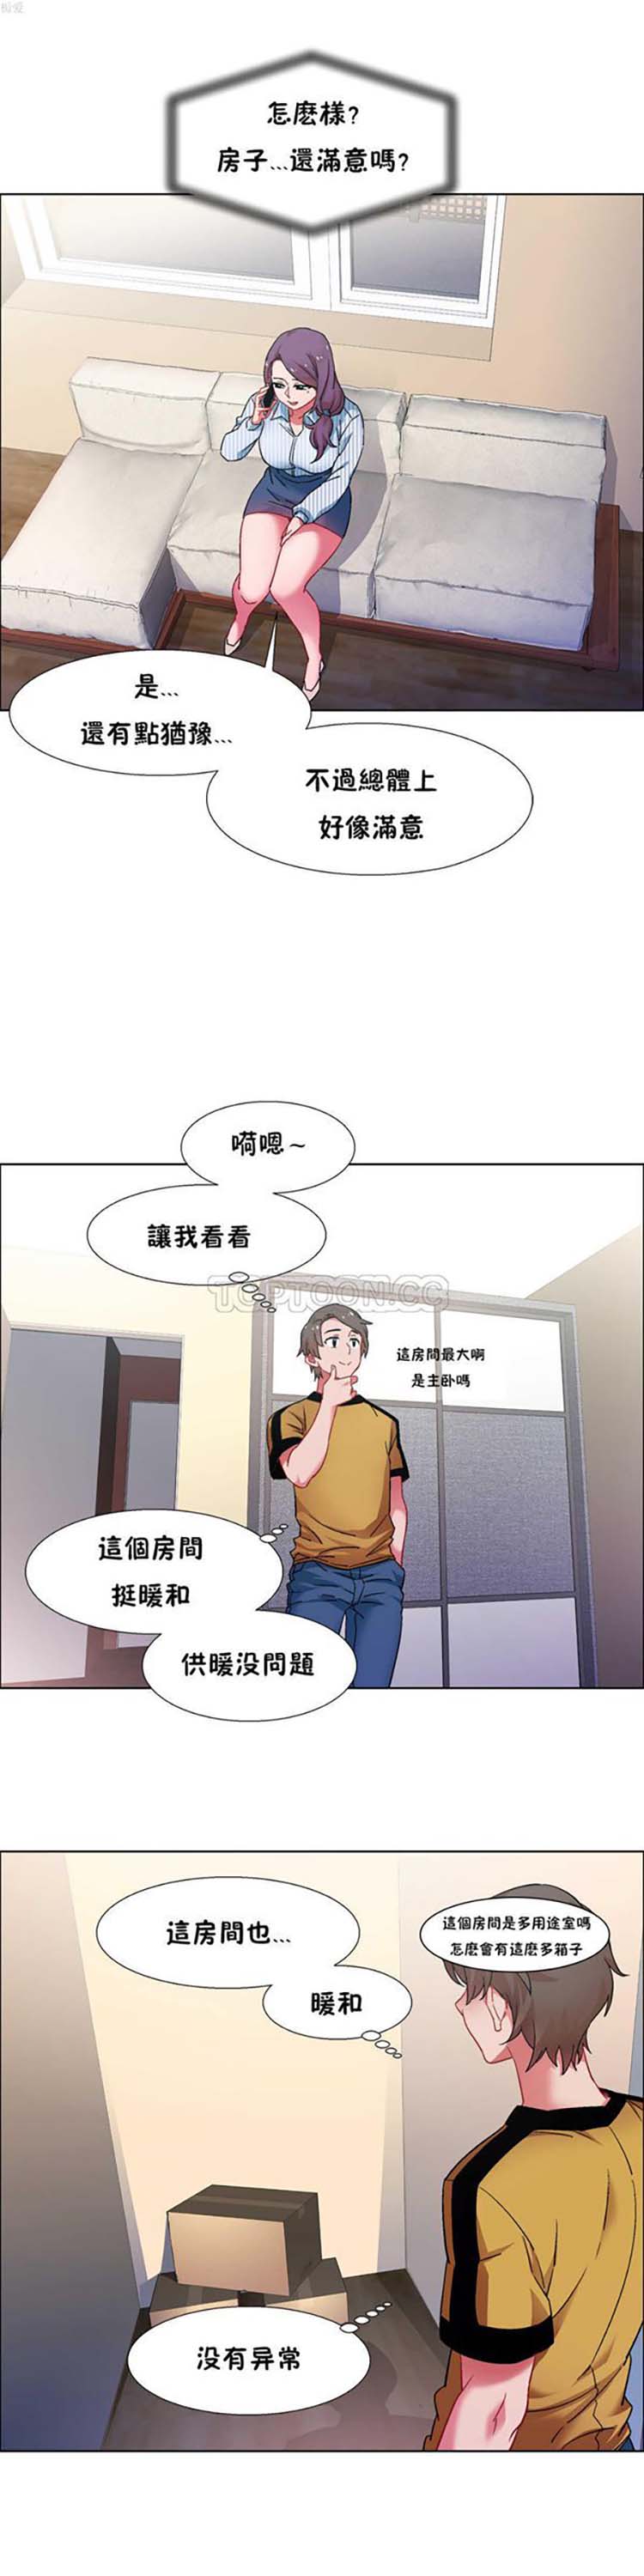 怎麽樣?
房子...還滿意嗎?
是...
還有點猶豫...
不過總體上
好像滿意
嗬嗯~
讓我看看
TOPTOON.CC
這房間最大啊
是主卧嗎
這個房間
挺暖和
供暖没問題
這房間也...
暖和
這個房間是多用途室嗎
怎麽會有這麽多箱子
没有异常